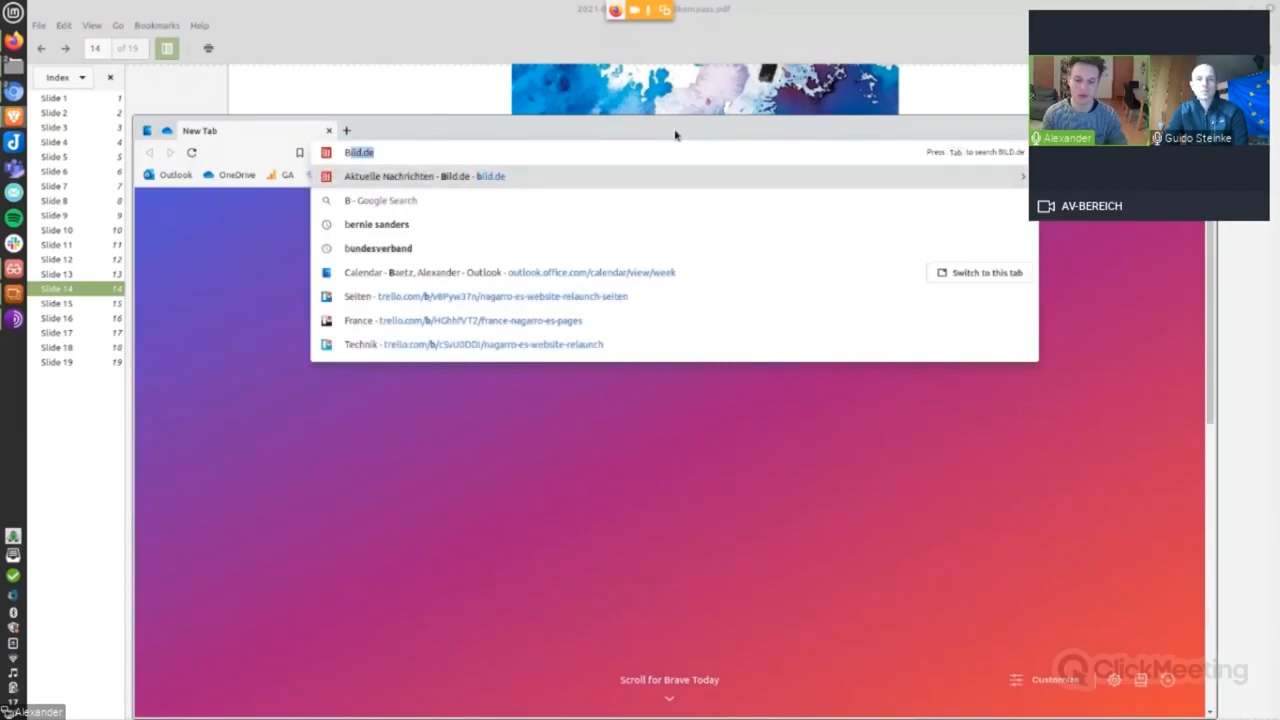 2021-0
kompass.pdf
File Edit View Go Bookmarks Help
14 of 19
Index
Slide 1 1
Slide 2 2
Slide 3 3
Slide 4 4
Slide 5 5
Slide 6 6
Slide 7 7
Slide 8 8
Slide 9 9
Slide 10 10
Slide 11 11
Slide 12 12
Slide 13 13
Slide 14 14
Slide 15 15
Slide 16 16
Slide 17 17
Slide 18 18
Slide 19 19
New Tab
Bild.de
Press Tab to search BILD.de
Outlook OneDrive GA
Aktuelle Nachrichten - Bild.de - bild.de
B - Google Search
bernie sanders
bundesverband
Calendar - Baetz, Alexander - Outlook - outlook.office.com/calendar/view/week
Switch to this tab
Seiten - trello.com/b/v8Pyw37n/nagarro-es-website-relaunch-seiten
France - trello.com/b/HGhhfVT2/france-nagarro-es-pages
Technik - trello.com/b/cSvU0DDI/nagarro-es-website-relaunch
Alexander
Guido Steinke
AV-BEREICH
Scroll for Brave Today
Customize
ClickMeeting
17
Alexander